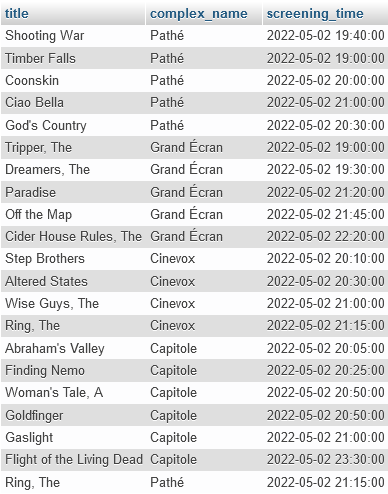 title complex_name screening_time
Shooting War Pathé 2022-05-02 19:40:00
Timber Falls Pathé 2022-05-02 19:00:00
Coonskin Pathé 2022-05-02 20:00:00
Ciao Bella Pathé 2022-05-02 21:00:00
God's Country Pathé 2022-05-02 20:30:00
Tripper, The Grand Écran 2022-05-02 19:00:00
Dreamers, The Grand Écran 2022-05-02 19:30:00
Paradise Grand Écran 2022-05-02 21:20:00
Off the Map Grand Écran 2022-05-02 21:45:00
Cider House Rules, The Grand Écran 2022-05-02 22:20:00
Step Brothers Cinevox 2022-05-02 20:10:00
Altered States Cinevox 2022-05-02 20:30:00
Wise Guys, The Cinevox 2022-05-02 21:00:00
Ring, The Cinevox 2022-05-02 21:15:00
Abraham's Valley Capitole 2022-05-02 20:05:00
Finding Nemo Capitole 2022-05-02 20:25:00
Woman's Tale, A Capitole 2022-05-02 20:50:00
Goldfinger Capitole 2022-05-02 20:50:00
Gaslight Capitole 2022-05-02 21:00:00
Flight of the Living Dead Capitole 2022-05-02 23:30:00
Ring, The Pathé 2022-05-02 21:15:00